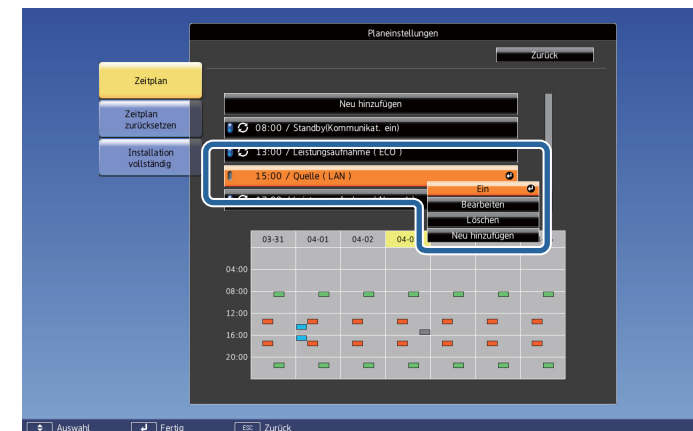 Planeinstellungen
Zurück
Zeitplan
Zeitplan
zurücksetzen
Installation
vollständig
Neu hinzufügen
08:00 / Standby(Kommunikat. ein)
13:00 / Leistungsaufnahme ( ECO )
15:00 / Quelle ( LAN )
Ein
Bearbeiten
Löschen
Neu hinzufügen
03-31 04-01 04-02 04-0
04:00
08:00
12:00
16:00
20:00
Auswahl Fertig ESC Zurück